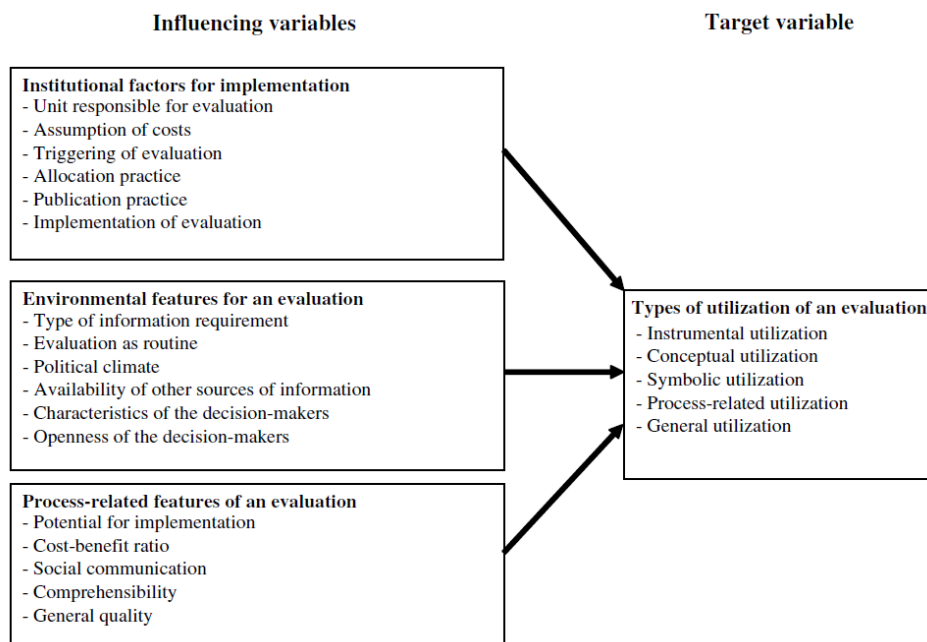 Influencing variables
Target variable
Institutional factors for implementation
- Unit responsible for evaluation
- Assumption of costs
- Triggering of evaluation
- Allocation practice
- Publication practice
- Implementation of evaluation
Environmental features for an evaluation
- Type of information requirement
- Evaluation as routine
- Political climate
- Availability of other sources of information
- Characteristics of the decision-makers
- Openness of the decision-makers
Process-related features of an evaluation
- Potential for implementation
- Cost-benefit ratio
- Social communication
- Comprehensibility
- General quality
Types of utilization of an evaluation
- Instrumental utilization
- Conceptual utilization
- Symbolic utilization
- Process-related utilization
- General utilization